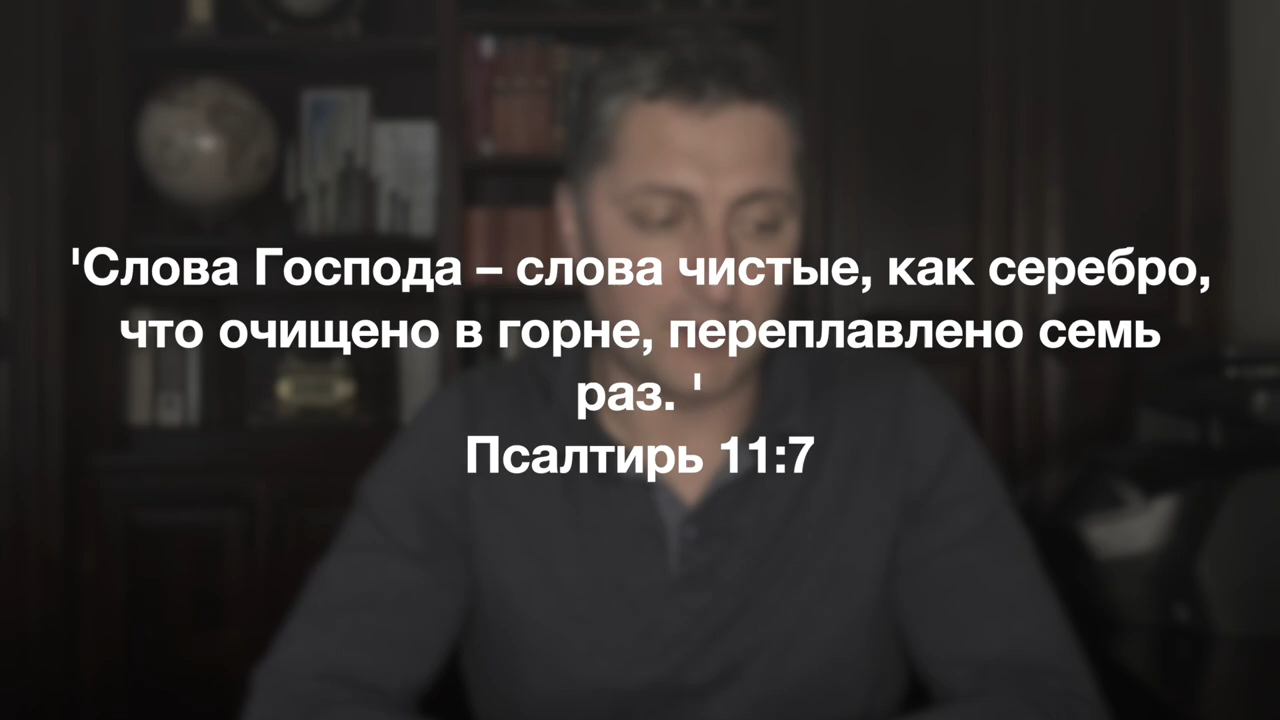 'Слова Господа – слова чистые, как серебро,
что очищено в горне, переплавлено семь
раз. '
Псалтирь 11:7